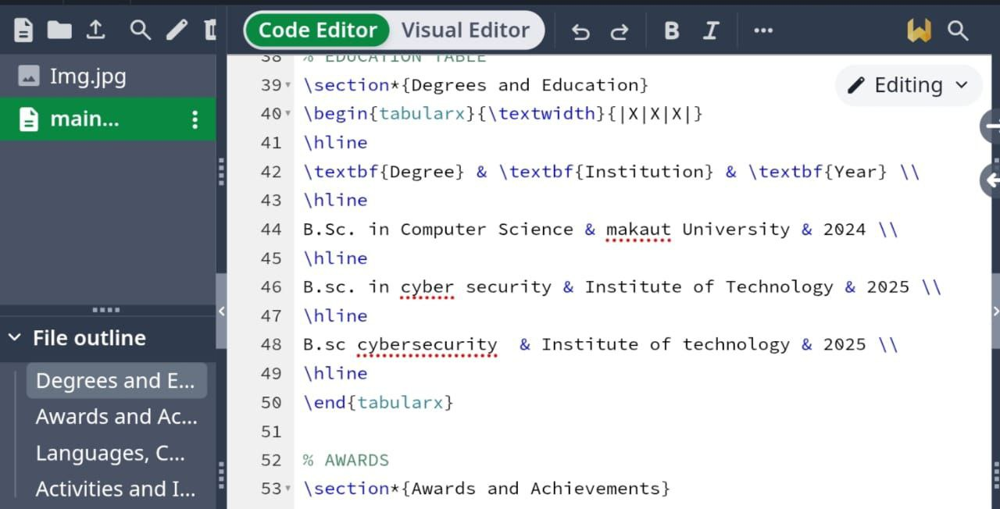 Code Editor Visual Editor B I ...
Img.jpg
main...
38 % EDUCATION TABLE
39 \section*{Degrees and Education}
Editing
40 \begin{tabularx}{\textwidth}{|X|X|X|}
41 \hline
42 \textbf{Degree} & \textbf{Institution} & \textbf{Year} \\
43 \hline
44 B.Sc. in Computer Science & makaut University & 2024 \\
45 \hline
46 B.sc. in cyber security & Institute of Technology & 2025 \\
47 \hline
48 B.sc cybersecurity  & Institute of technology & 2025 \\
49 \hline
50 \end{tabularx}
51
52 % AWARDS
53 \section*{Awards and Achievements}
File outline
Degrees and E...
Awards and Ac...
Languages, C...
Activities and I...